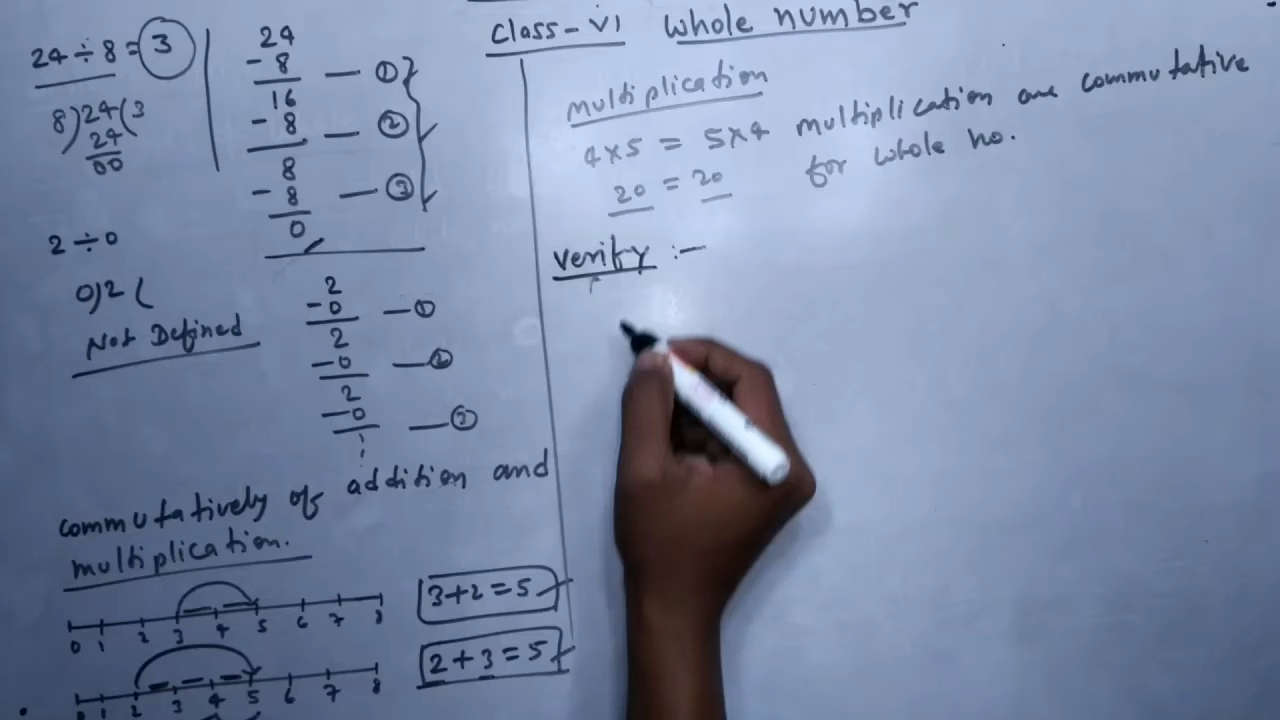 Class - VI Whole number
24 ÷ 8 = 3
8)24(3
24
00
24
- 8 — ①
16
- 8 — ②
8
- 8 — ③
0
2 ÷ 0
0)2(
Not Defined
2
-0 — ①
2
-0 — ②
2
-0
commutatively of addition and
multiplication.
0 1 2 3 4 5 6 7 8
3+2=5
0 1 2 3 4 5 6 7 8
2+3=5
multiplication
4×5 = 5×4 multiplication are commutative
for whole no.
20 = 20
Verify :-